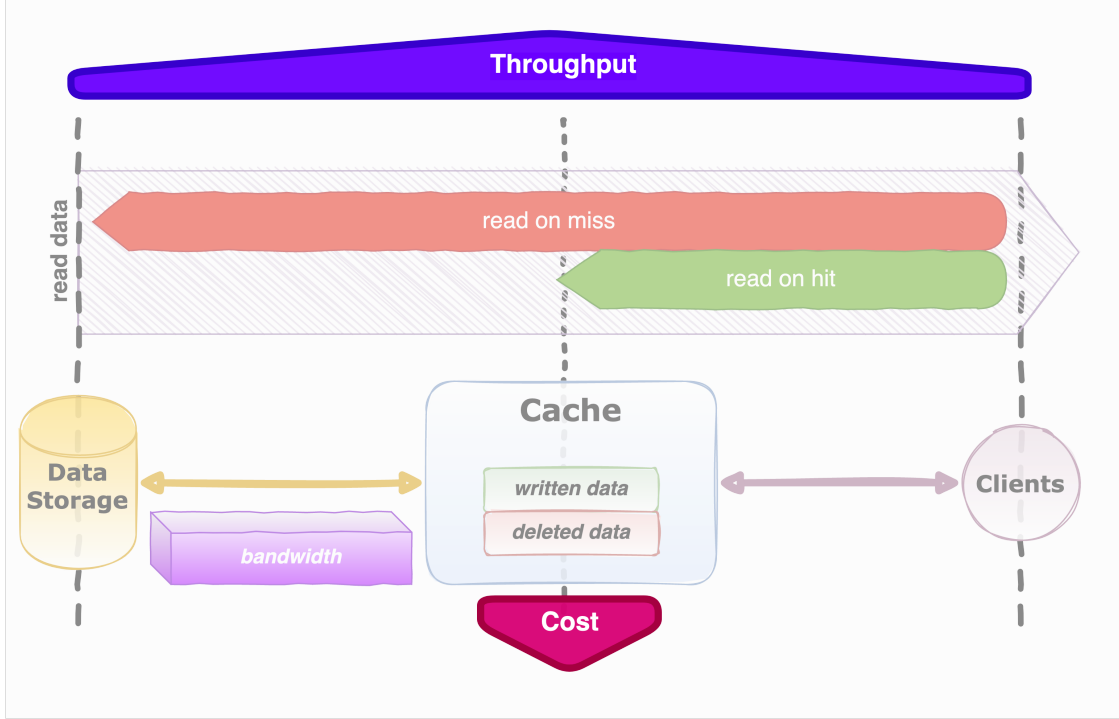 Throughput
read data
read on miss
read on hit
Cache
Data
Storage
written data
deleted data
Clients
bandwidth
Cost